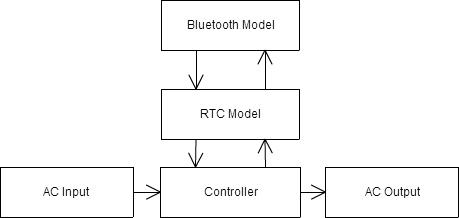 Bluetooth Model
RTC Model
AC Input
Controller
AC Output